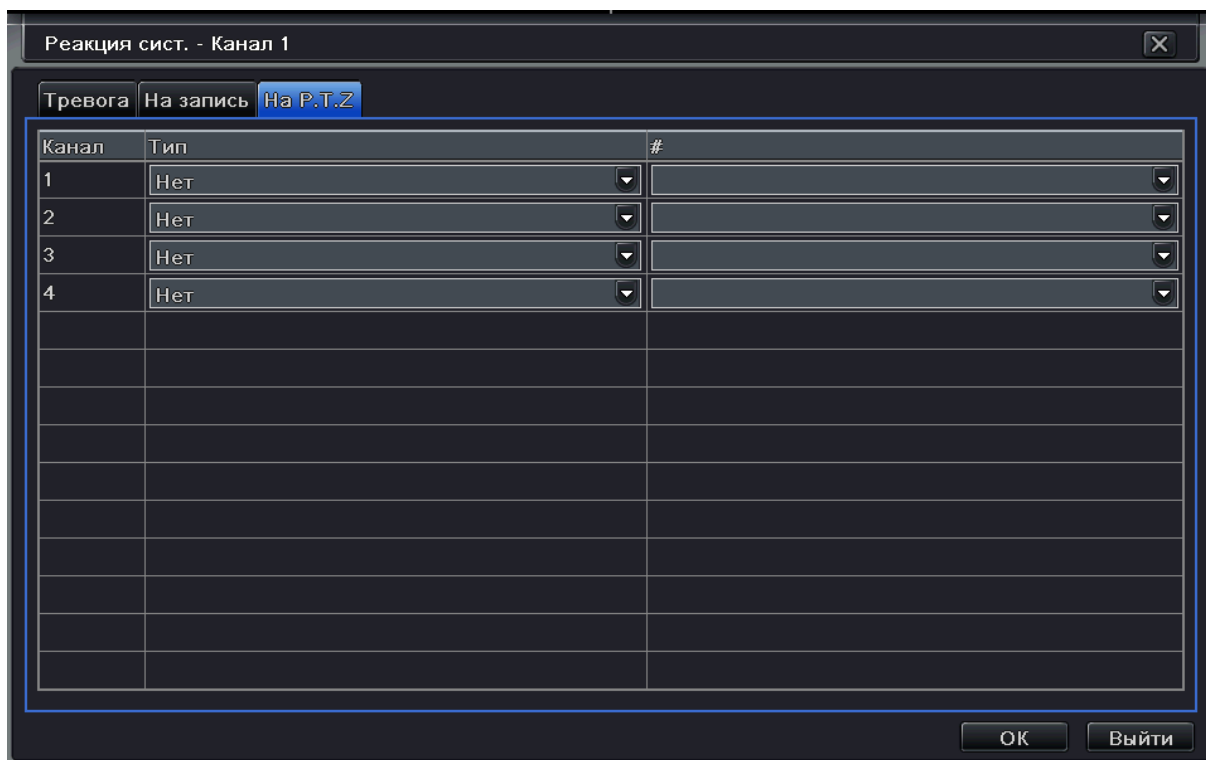 Реакция сист. - Канал 1
Тревога На запись На P.T.Z
Канал Тип #
1 Нет
2 Нет
3 Нет
4 Нет
ОК Выйти